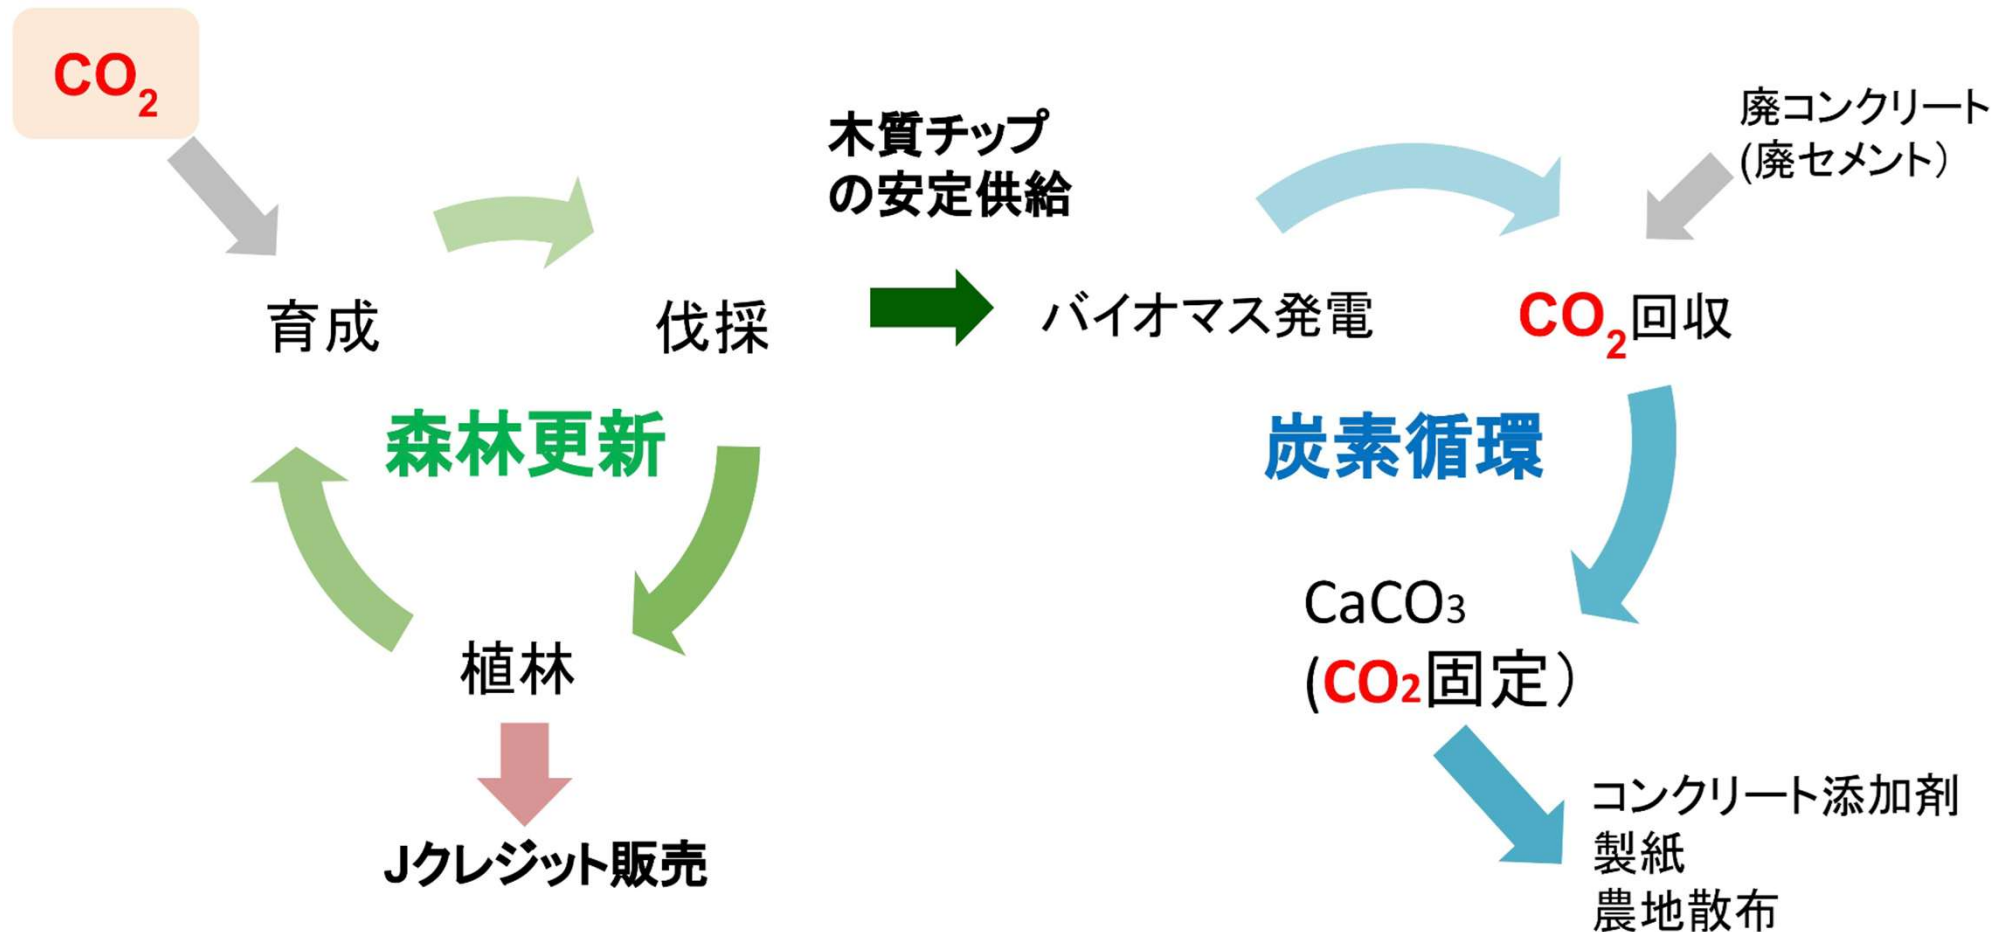 CO₂
木質チップ
の安定供給
廃コンクリート
(廃セメント）
育成
伐採
バイオマス発電
CO₂回収
森林更新
炭素循環
CaCO₃
(CO₂固定）
植林
Jクレジット販売
コンクリート添加剤
製紙
農地散布